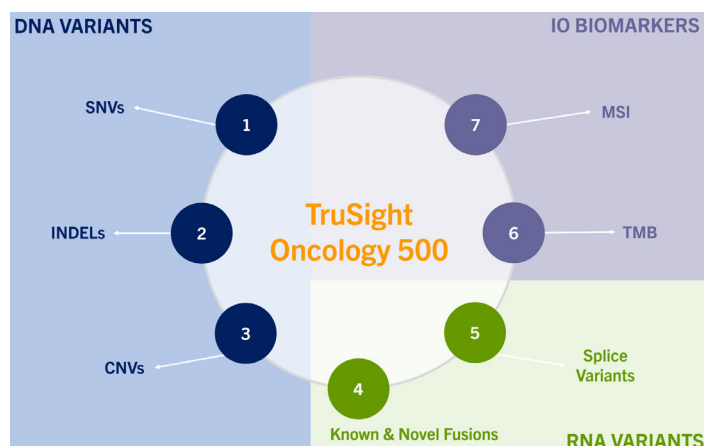 DNA VARIANTS
IO BIOMARKERS
SNVs
1
7
MSI
INDELs
2
TruSight
Oncology 500
6
TMB
3
5
CNVs
Splice
Variants
4
Known & Novel Fusions
RNA VARIANTS